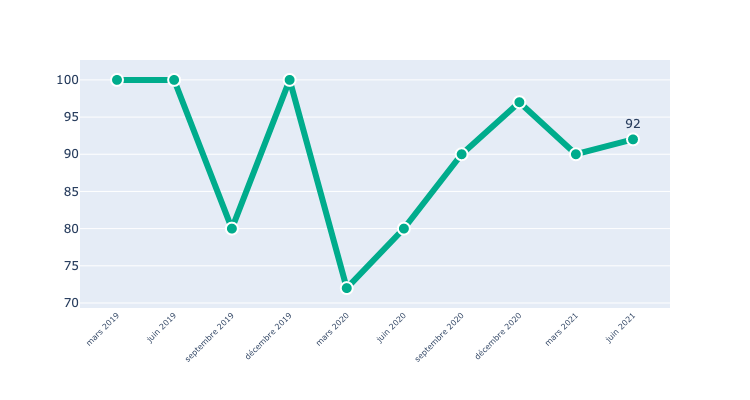 100
95
92
90
85
80
75
70
mars 2019
juin 2019
septembre 2019
décembre 2019
mars 2020
juin 2020
septembre 2020
décembre 2020
mars 2021
juin 2021